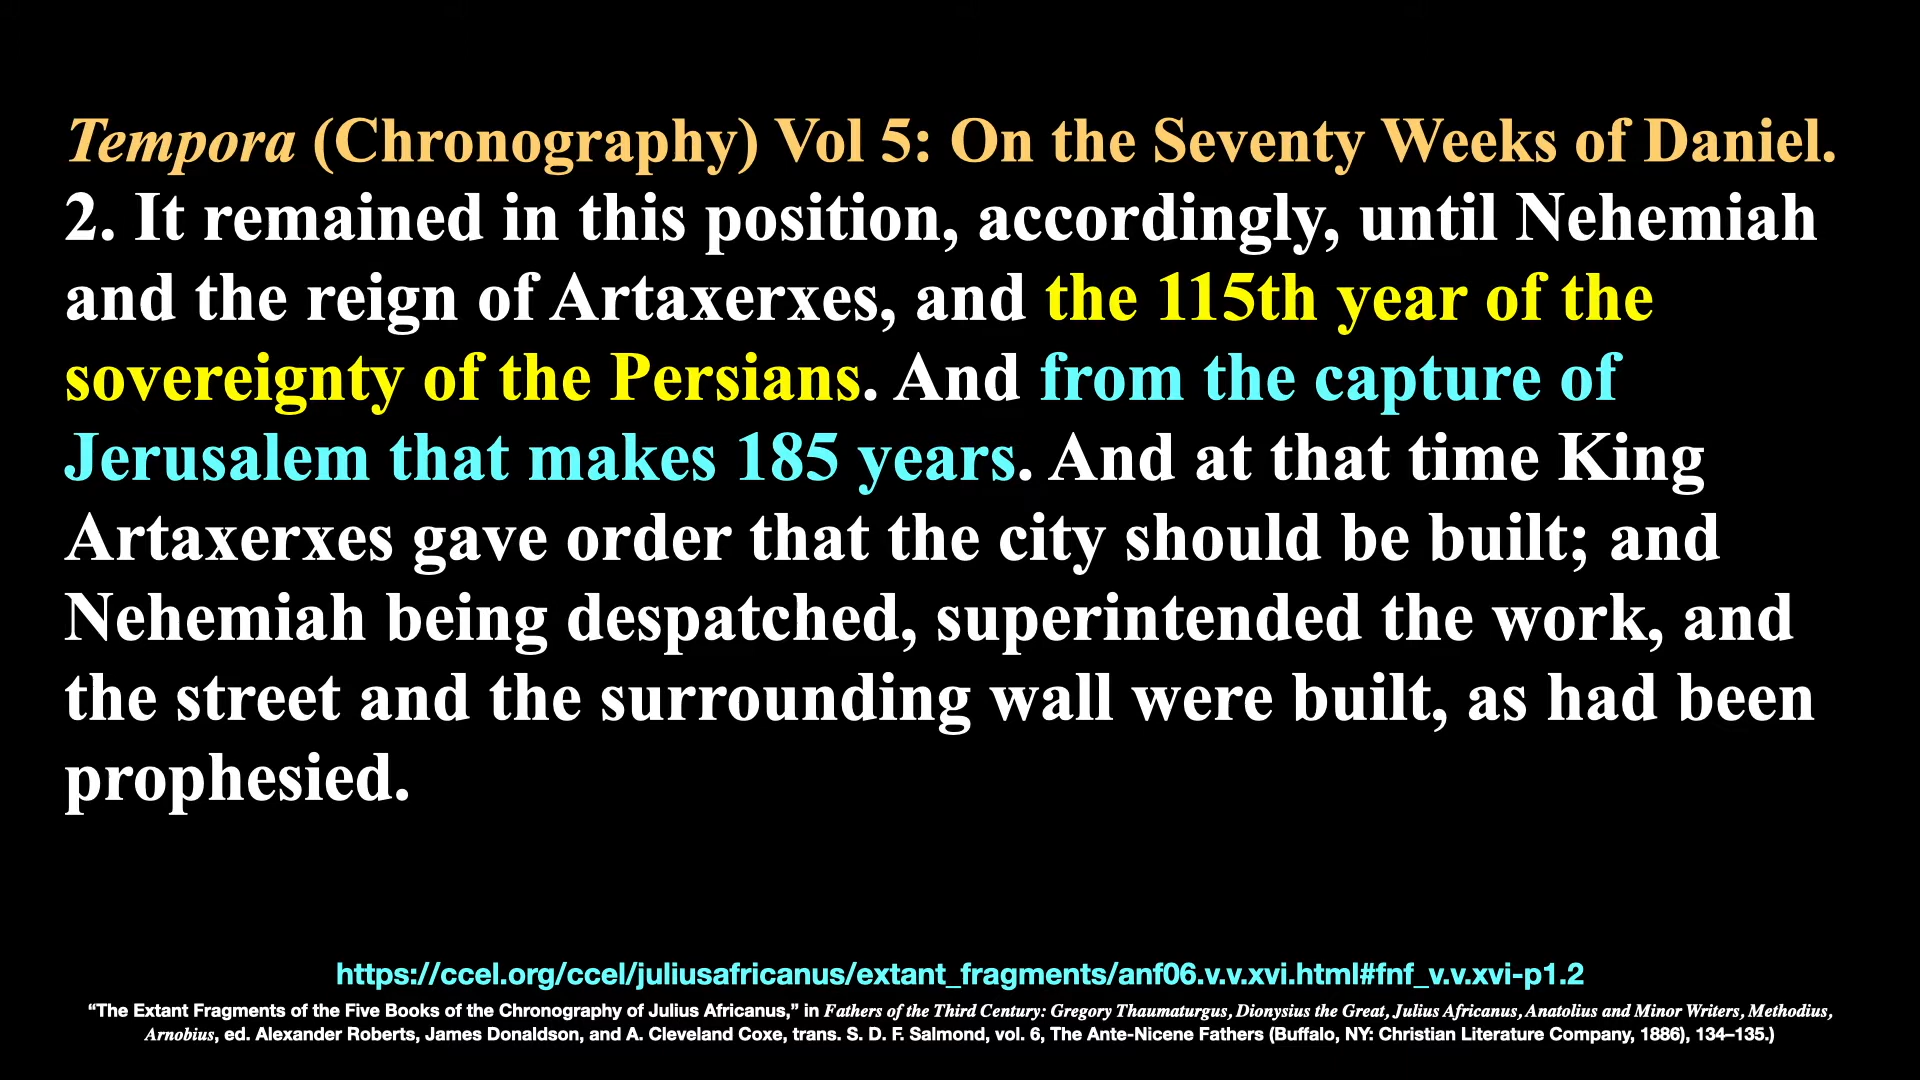 Tempora (Chronography) Vol 5: On the Seventy Weeks of Daniel.
2. It remained in this position, accordingly, until Nehemiah
and the reign of Artaxerxes, and the 115th year of the
sovereignty of the Persians. And from the capture of
Jerusalem that makes 185 years. And at that time King
Artaxerxes gave order that the city should be built; and
Nehemiah being despatched, superintended the work, and
the street and the surrounding wall were built, as had been
prophesied.
https://ccel.org/ccel/juliusafricanus/extant_fragments/anf06.v.v.xvi.html#fnf_v.v.xvi-p1.2
“The Extant Fragments of the Five Books of the Chronography of Julius Africanus,” in Fathers of the Third Century: Gregory Thaumaturgus, Dionysius the Great, Julius Africanus, Anatolius and Minor Writers, Methodius,
Arnobius, ed. Alexander Roberts, James Donaldson, and A. Cleveland Coxe, trans. S. D. F. Salmond, vol. 6, The Ante-Nicene Fathers (Buffalo, NY: Christian Literature Company, 1886), 134–135.)